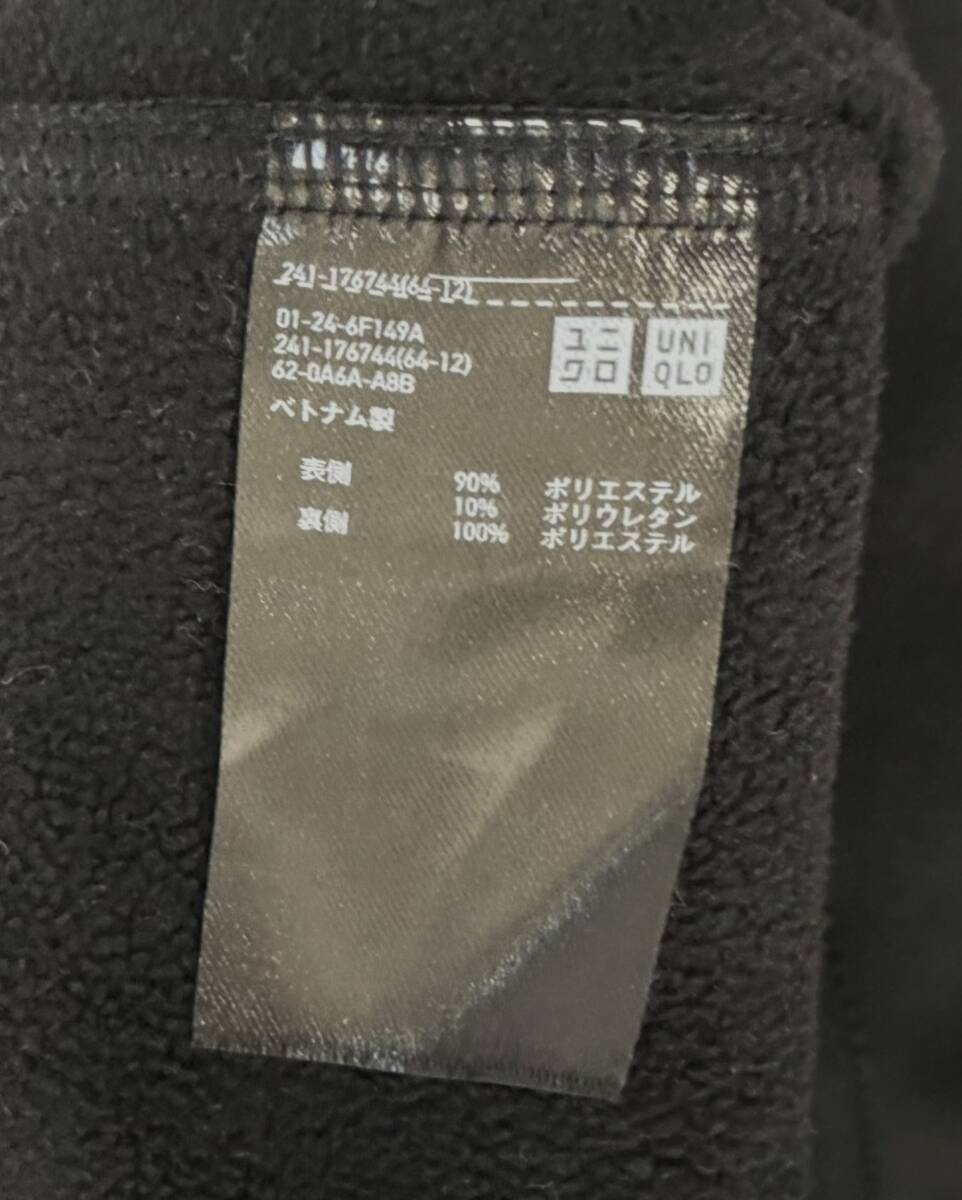 241-176744(64-12)
01-24-6F149A
241-176744(64-12)
62-0A6A-A8B
ベトナム製
ユニ
クロ
UNI
QLO
表側 90% ポリエステル
10% ポリウレタン
裏側 100% ポリエステル